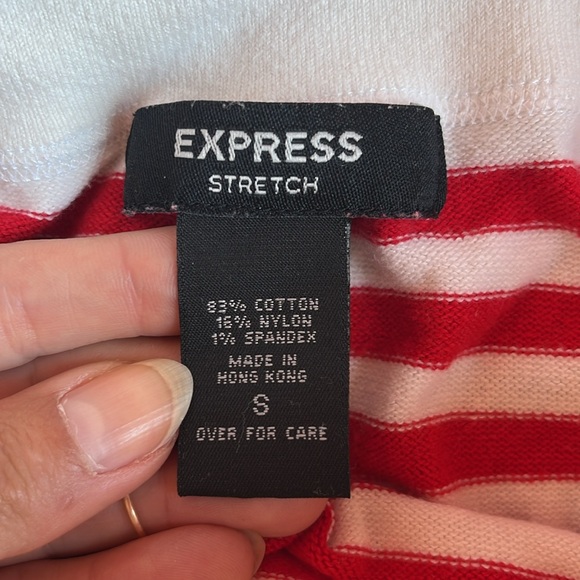 EXPRESS
STRETCH
83% COTTON
16% NYLON
1% SPANDEX
MADE IN
HONG KONG
S
OVER FOR CARE